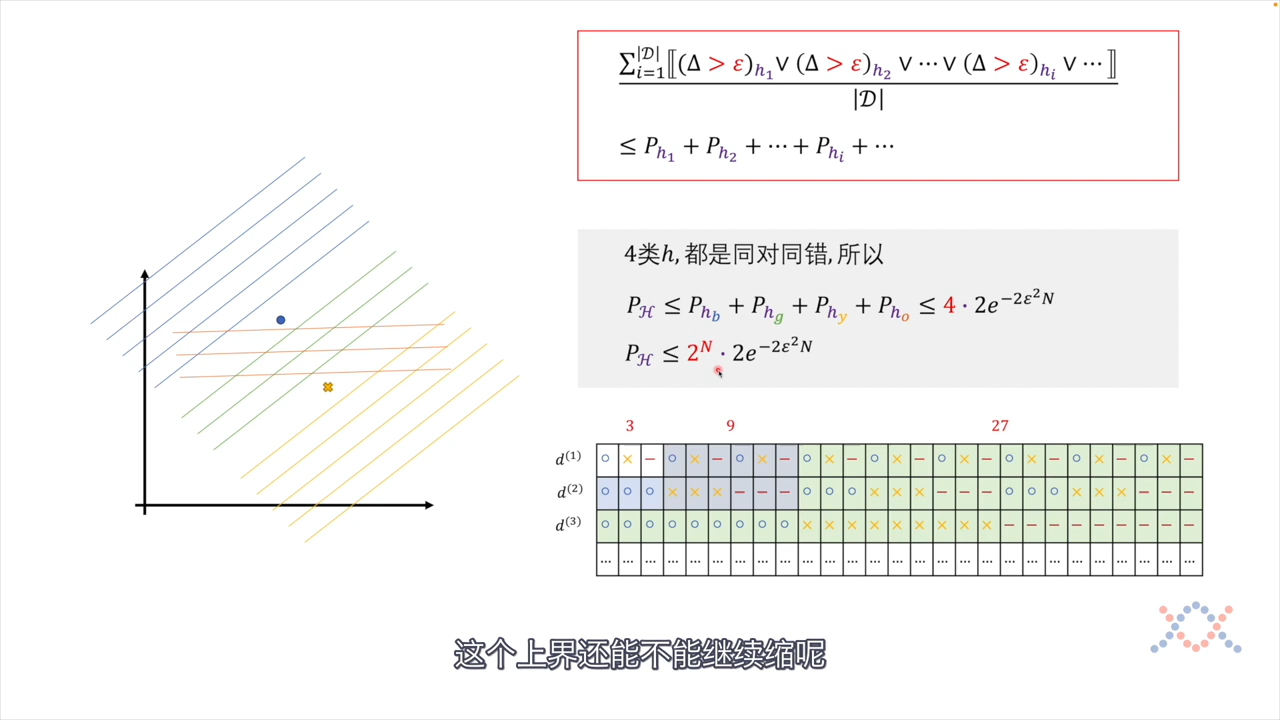 ∑_{i=1}^{|𝒟|}⟦(Δ > ε)_{h_1} ∨ (Δ > ε)_{h_2} ∨ ⋯ ∨ (Δ > ε)_{h_i} ∨ ⋯⟧
|𝒟|
≤ P_{h_1} + P_{h_2} + ⋯ + P_{h_i} + ⋯
4类h, 都是同对同错, 所以
P_ℋ ≤ P_{h_b} + P_{h_g} + P_{h_y} + P_{h_o} ≤ 4 · 2e^{−2ε²N}
P_ℋ ≤ 2^N · 2e^{−2ε²N}
3 9 27
d^{(1)} ○ × − ○ × − ○ × − ○ × − ○ × − ○ × − ○ × − ○ × − ○ × −
d^{(2)} ○ ○ ○ × × × − − − ○ ○ ○ × × × − − − ○ ○ ○ × × × − − −
d^{(3)} ○ ○ ○ ○ ○ ○ ○ ○ ○ × × × × × × × × × − − − − − − − − −
... ... ... ... ... ... ... ... ... ... ... ... ... ... ... ... ... ... ... ... ... ... ... ... ... ... ...
这个上界还能不能继续缩呢